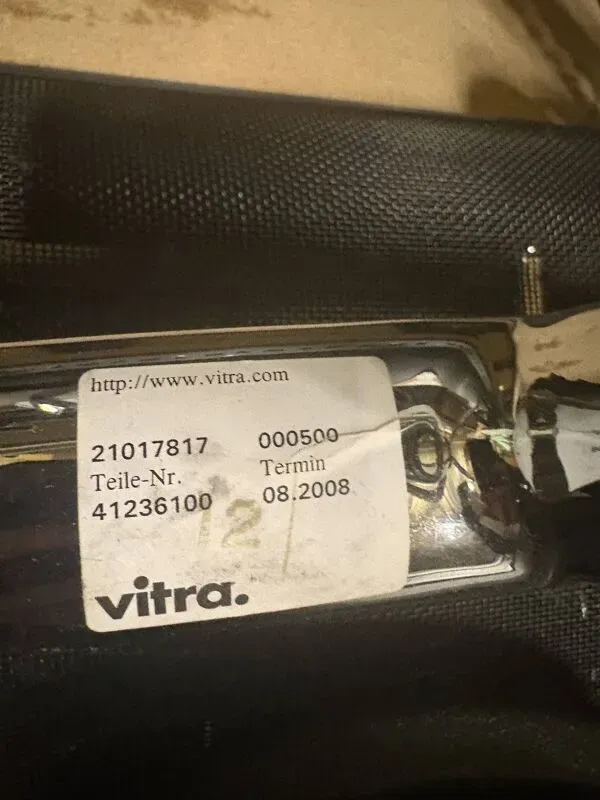 http://www.vitra.com
21017817 000500
Teile-Nr. Termin
41236100 08.2008
12
vitra.